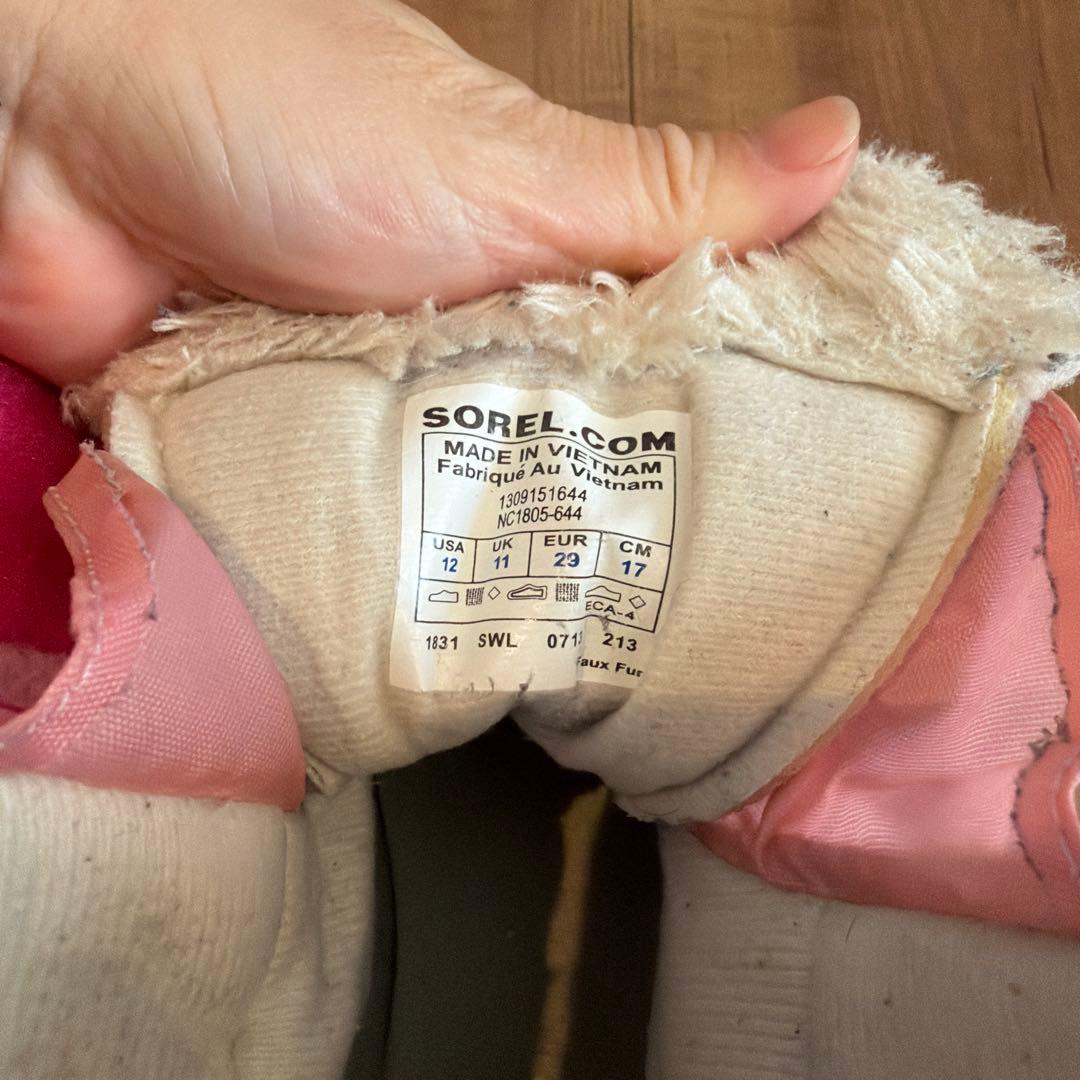 SOREL.COM
MADE IN VIETNAM
Fabriqué Au Vietnam
1309151644
NC1805-644
USA UK EUR CM
12 11 29 17
ECA-4
1831 SWL 0713 213
Faux Fur